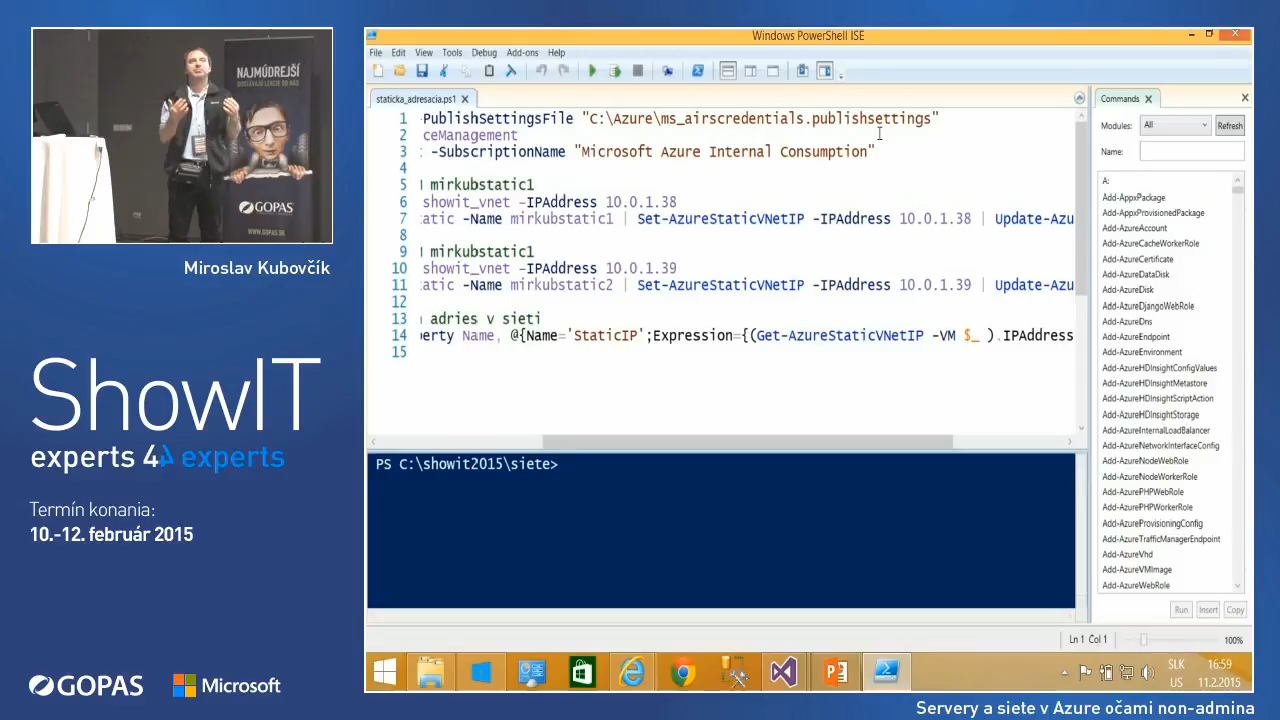 NAJMÚDREJŠÍ
GOPAS
WWW.GOPAS.SK
Miroslav Kubovčík
ShowIT
experts 4 experts
Termín konania:
10.-12. február 2015
GOPAS
Microsoft
Windows PowerShell ISE
File Edit View Tools Debug Add-ons Help
staticka_adresacia.ps1
1 PublishSettingsFile "C:\Azure\ms_airscredentials.publishsettings"
2 ceManagement
3 : -SubscriptionName "Microsoft Azure Internal Consumption"
4
5 mirkubstatic1
6 showit_vnet -IPAddress 10.0.1.38
7 tatic -Name mirkubstatic1 | Set-AzureStaticVNetIP -IPAddress 10.0.1.38 | Update-Azu
8
9 mirkubstatic1
10 showit_vnet -IPAddress 10.0.1.39
11 tatic -Name mirkubstatic2 | Set-AzureStaticVNetIP -IPAddress 10.0.1.39 | Update-Azu
12
13 adries v sieti
14 perty Name, @{Name='StaticIP';Expression={(Get-AzureStaticVNetIP -VM $_ ).IPAddress
15
PS C:\showit2015\siete>
Commands
Modules: All Refresh
Name:
A:
Add-AppxPackage
Add-AppxProvisionedPackage
Add-AzureAccount
Add-AzureCacheWorkerRole
Add-AzureCertificate
Add-AzureDataDisk
Add-AzureDisk
Add-AzureDjangoWebRole
Add-AzureDns
Add-AzureEndpoint
Add-AzureEnvironment
Add-AzureHDInsightConfigValues
Add-AzureHDInsightMetastore
Add-AzureHDInsightScriptAction
Add-AzureHDInsightStorage
Add-AzureInternalLoadBalancer
Add-AzureNetworkInterfaceConfig
Add-AzureNodeWebRole
Add-AzureNodeWorkerRole
Add-AzurePHPWebRole
Add-AzurePHPWorkerRole
Add-AzureProvisioningConfig
Add-AzureTrafficManagerEndpoint
Add-AzureVhd
Add-AzureVMImage
Add-AzureWebRole
Run Insert Copy
Ln 1 Col 1 100%
SLK 16:59
US 11.2.2015
Servery a siete v Azure očami non-admina